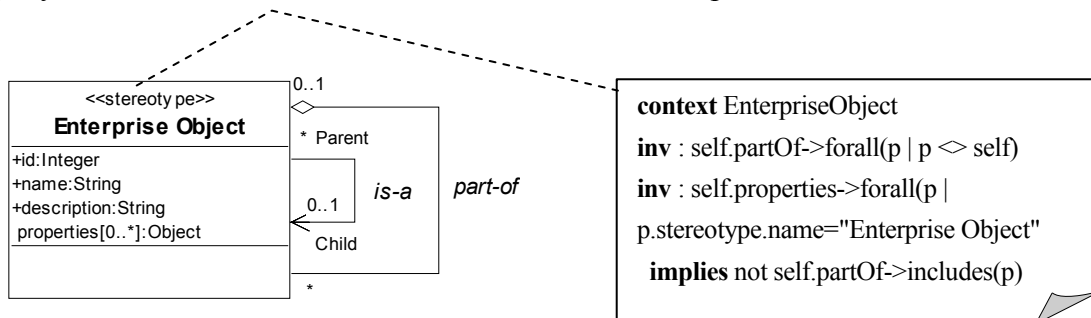 0..1
<<stereotype>>
Enterprise Object
* Parent
+id:Integer
+name:String
is-a
part-of
+description:String
0..1
properties[0..*]:Object
Child
*
context EnterpriseObject
inv : self.partOf->forall(p | p <> self)
inv : self.properties->forall(p |
p.stereotype.name="Enterprise Object"
implies not self.partOf->includes(p)